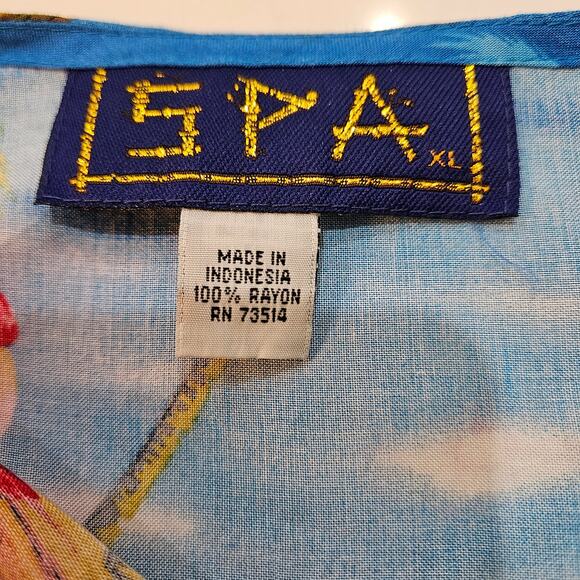 SPA
XL
MADE IN
INDONESIA
100% RAYON
RN 73514